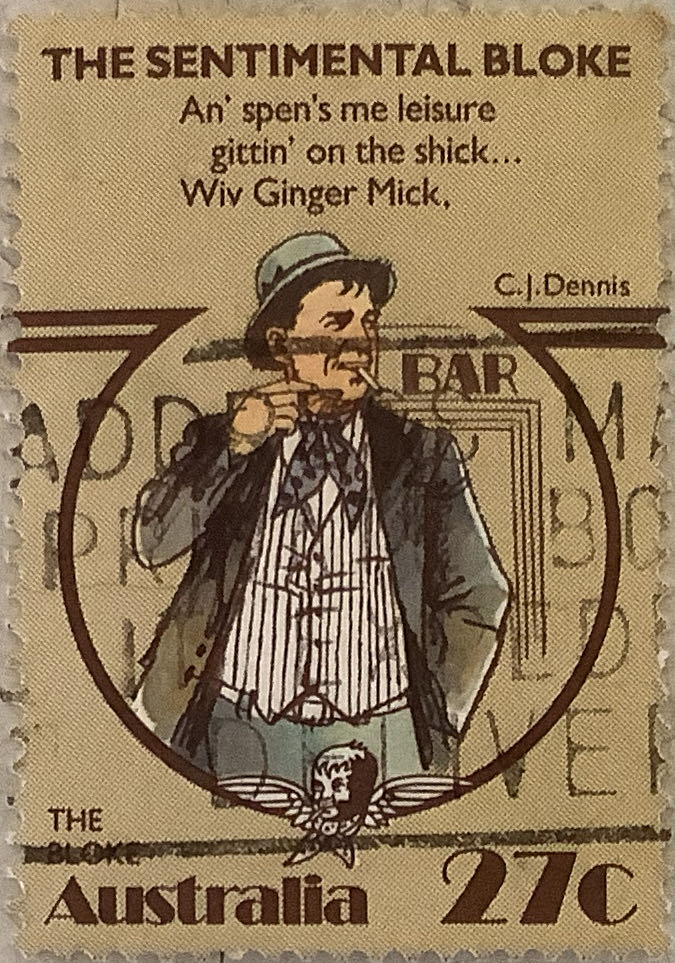 THE SENTIMENTAL BLOKE
An' spen's me leisure
gittin' on the shick...
Wiv Ginger Mick,
C.J.Dennis
BAR
THE
BLOKE
Australia 27c